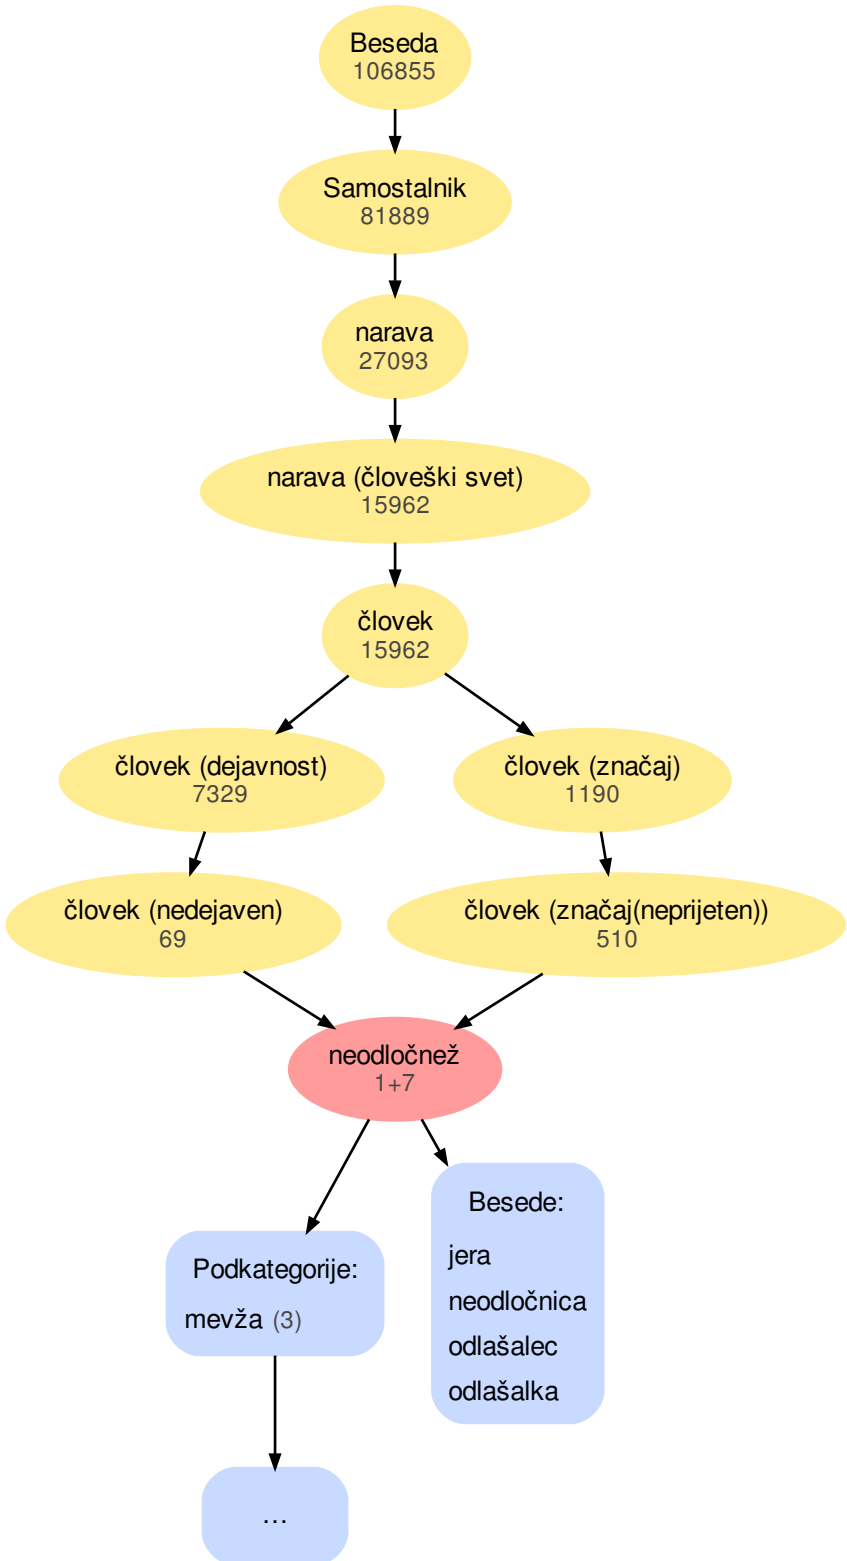 Beseda
106855
Samostalnik
81889
narava
27093
narava (človeški svet)
15962
človek
15962
človek (dejavnost)
7329
človek (značaj)
1190
človek (nedejaven)
69
človek (značaj(neprijeten))
510
neodločnež
1+7
Podkategorije:
mevža (3)
Besede:
jera
neodločnica
odlašalec
odlašalka
…